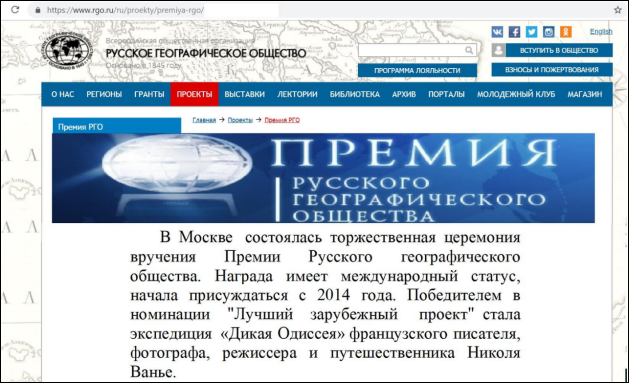 https://www.rgo.ru/ru/proekty/premiya-rgo/
English
Всероссийская общественная организация
РУССКОЕ ГЕОГРАФИЧЕСКОЕ ОБЩЕСТВО
Основано в 1845 году
ВСТУПИТЬ В ОБЩЕСТВО
ПРОГРАММА ЛОЯЛЬНОСТИ
ВЗНОСЫ И ПОЖЕРТВОВАНИЯ
О НАС РЕГИОНЫ ГРАНТЫ ПРОЕКТЫ ВЫСТАВКИ ЛЕКТОРИИ БИБЛИОТЕКА АРХИВ ПОРТАЛЫ МОЛОДЕЖНЫЙ КЛУБ МАГАЗИН
Премия РГО
Главная → Проекты → Премия РГО
ПРЕМИЯ
РУССКОГО
ГЕОГРАФИЧЕСКОГО
ОБЩЕСТВА
В Москве состоялась торжественная церемония
вручения Премии Русского географического
общества. Награда имеет международный статус,
начала присуждаться с 2014 года. Победителем в
номинации "Лучший зарубежный проект" стала
экспедиция «Дикая Одиссея» французского писателя,
фотографа, режиссера и путешественника Николя
Ванье.